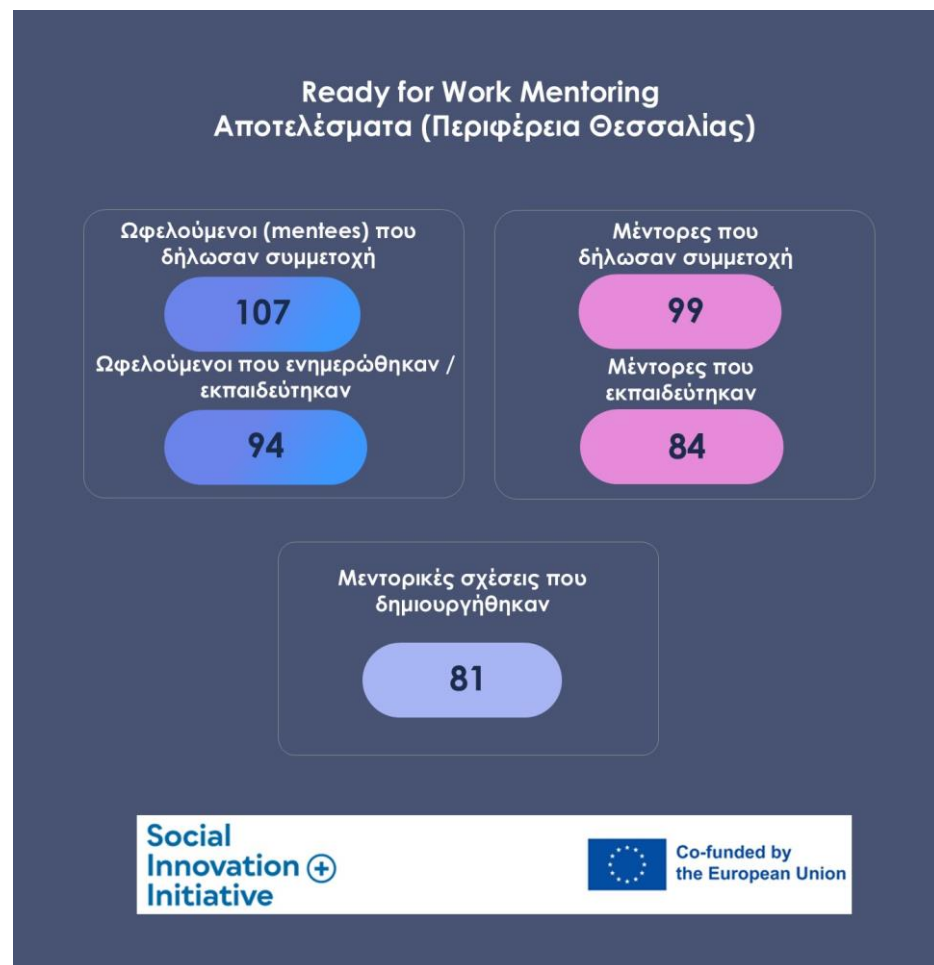 Ready for Work Mentoring
Αποτελέσματα (Περιφέρεια Θεσσαλίας)
Ωφελούμενοι (mentees) που
δήλωσαν συμμετοχή
107
Ωφελούμενοι που ενημερώθηκαν /
εκπαιδεύτηκαν
94
Μέντορες που
δήλωσαν συμμετοχή
99
Μέντορες που
εκπαιδεύτηκαν
84
Μεντορικές σχέσεις που
δημιουργήθηκαν
81
Social
Innovation +
Initiative
Co-funded by
the European Union